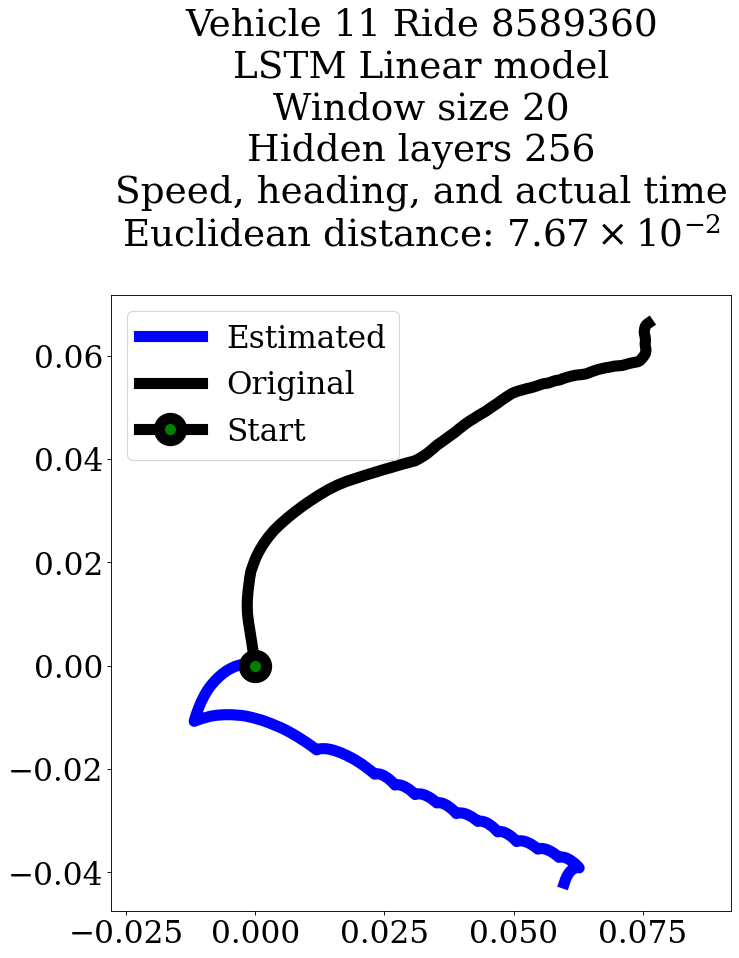 Vehicle 11 Ride 8589360
LSTM Linear model
Window size 20
Hidden layers 256
Speed, heading, and actual time
Euclidean distance: 7.67 × 10⁻²
Estimated
Original
Start
0.06
0.04
0.02
0.00
−0.02
−0.04
−0.025 0.000 0.025 0.050 0.075